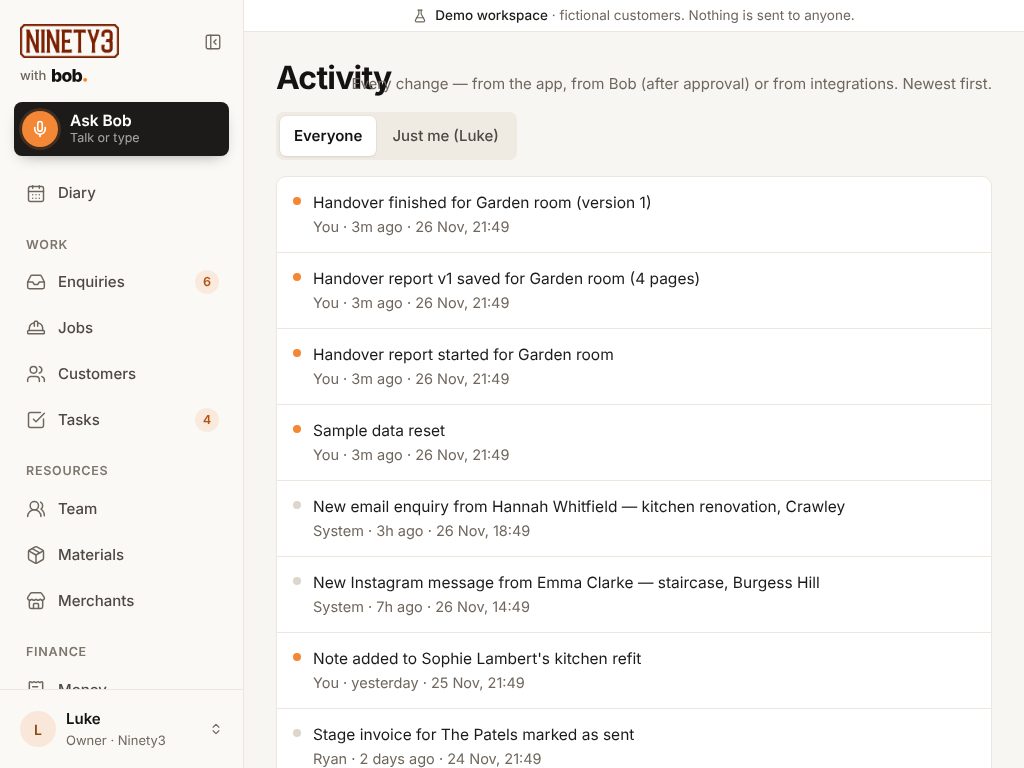 NINETY3
with bob.
Ask Bob
Talk or type
Diary
WORK
Enquiries 6
Jobs
Customers
Tasks 4
RESOURCES
Team
Materials
Merchants
FINANCE
Money
L
Luke
Owner · Ninety3
Demo workspace · fictional customers. Nothing is sent to anyone.
Activity
Every change — from the app, from Bob (after approval) or from integrations. Newest first.
Everyone Just me (Luke)
Handover finished for Garden room (version 1)
You · 3m ago · 26 Nov, 21:49
Handover report v1 saved for Garden room (4 pages)
You · 3m ago · 26 Nov, 21:49
Handover report started for Garden room
You · 3m ago · 26 Nov, 21:49
Sample data reset
You · 3m ago · 26 Nov, 21:49
New email enquiry from Hannah Whitfield — kitchen renovation, Crawley
System · 3h ago · 26 Nov, 18:49
New Instagram message from Emma Clarke — staircase, Burgess Hill
System · 7h ago · 26 Nov, 14:49
Note added to Sophie Lambert's kitchen refit
You · yesterday · 25 Nov, 21:49
Stage invoice for The Patels marked as sent
Ryan · 2 days ago · 24 Nov, 21:49